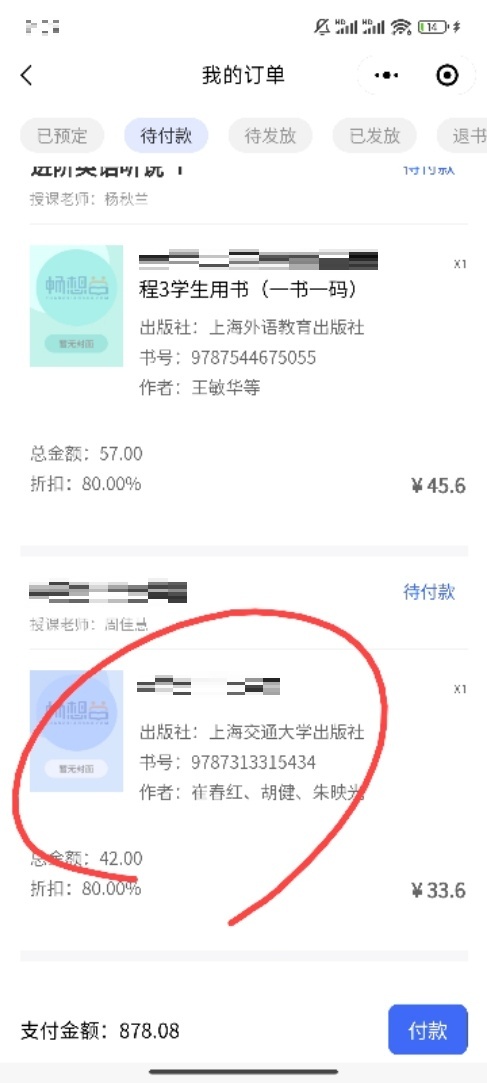 14
我的订单
已预定
待付款
待发放
已发放
退书
进阶英语听说 1
待付款
授课老师：杨秋兰
X1
畅想谷
暂无封面
程3学生用书（一书一码）
出版社：上海外语教育出版社
书号：9787544675055
作者：王敏华等
总金额：57.00
折扣：80.00%
￥45.6
待付款
授课老师：周佳慧
X1
畅想谷
暂无封面
出版社：上海交通大学出版社
书号：9787313315434
作者：崔春红、胡健、朱映光
总金额：42.00
折扣：80.00%
￥33.6
支付金额：878.08
付款